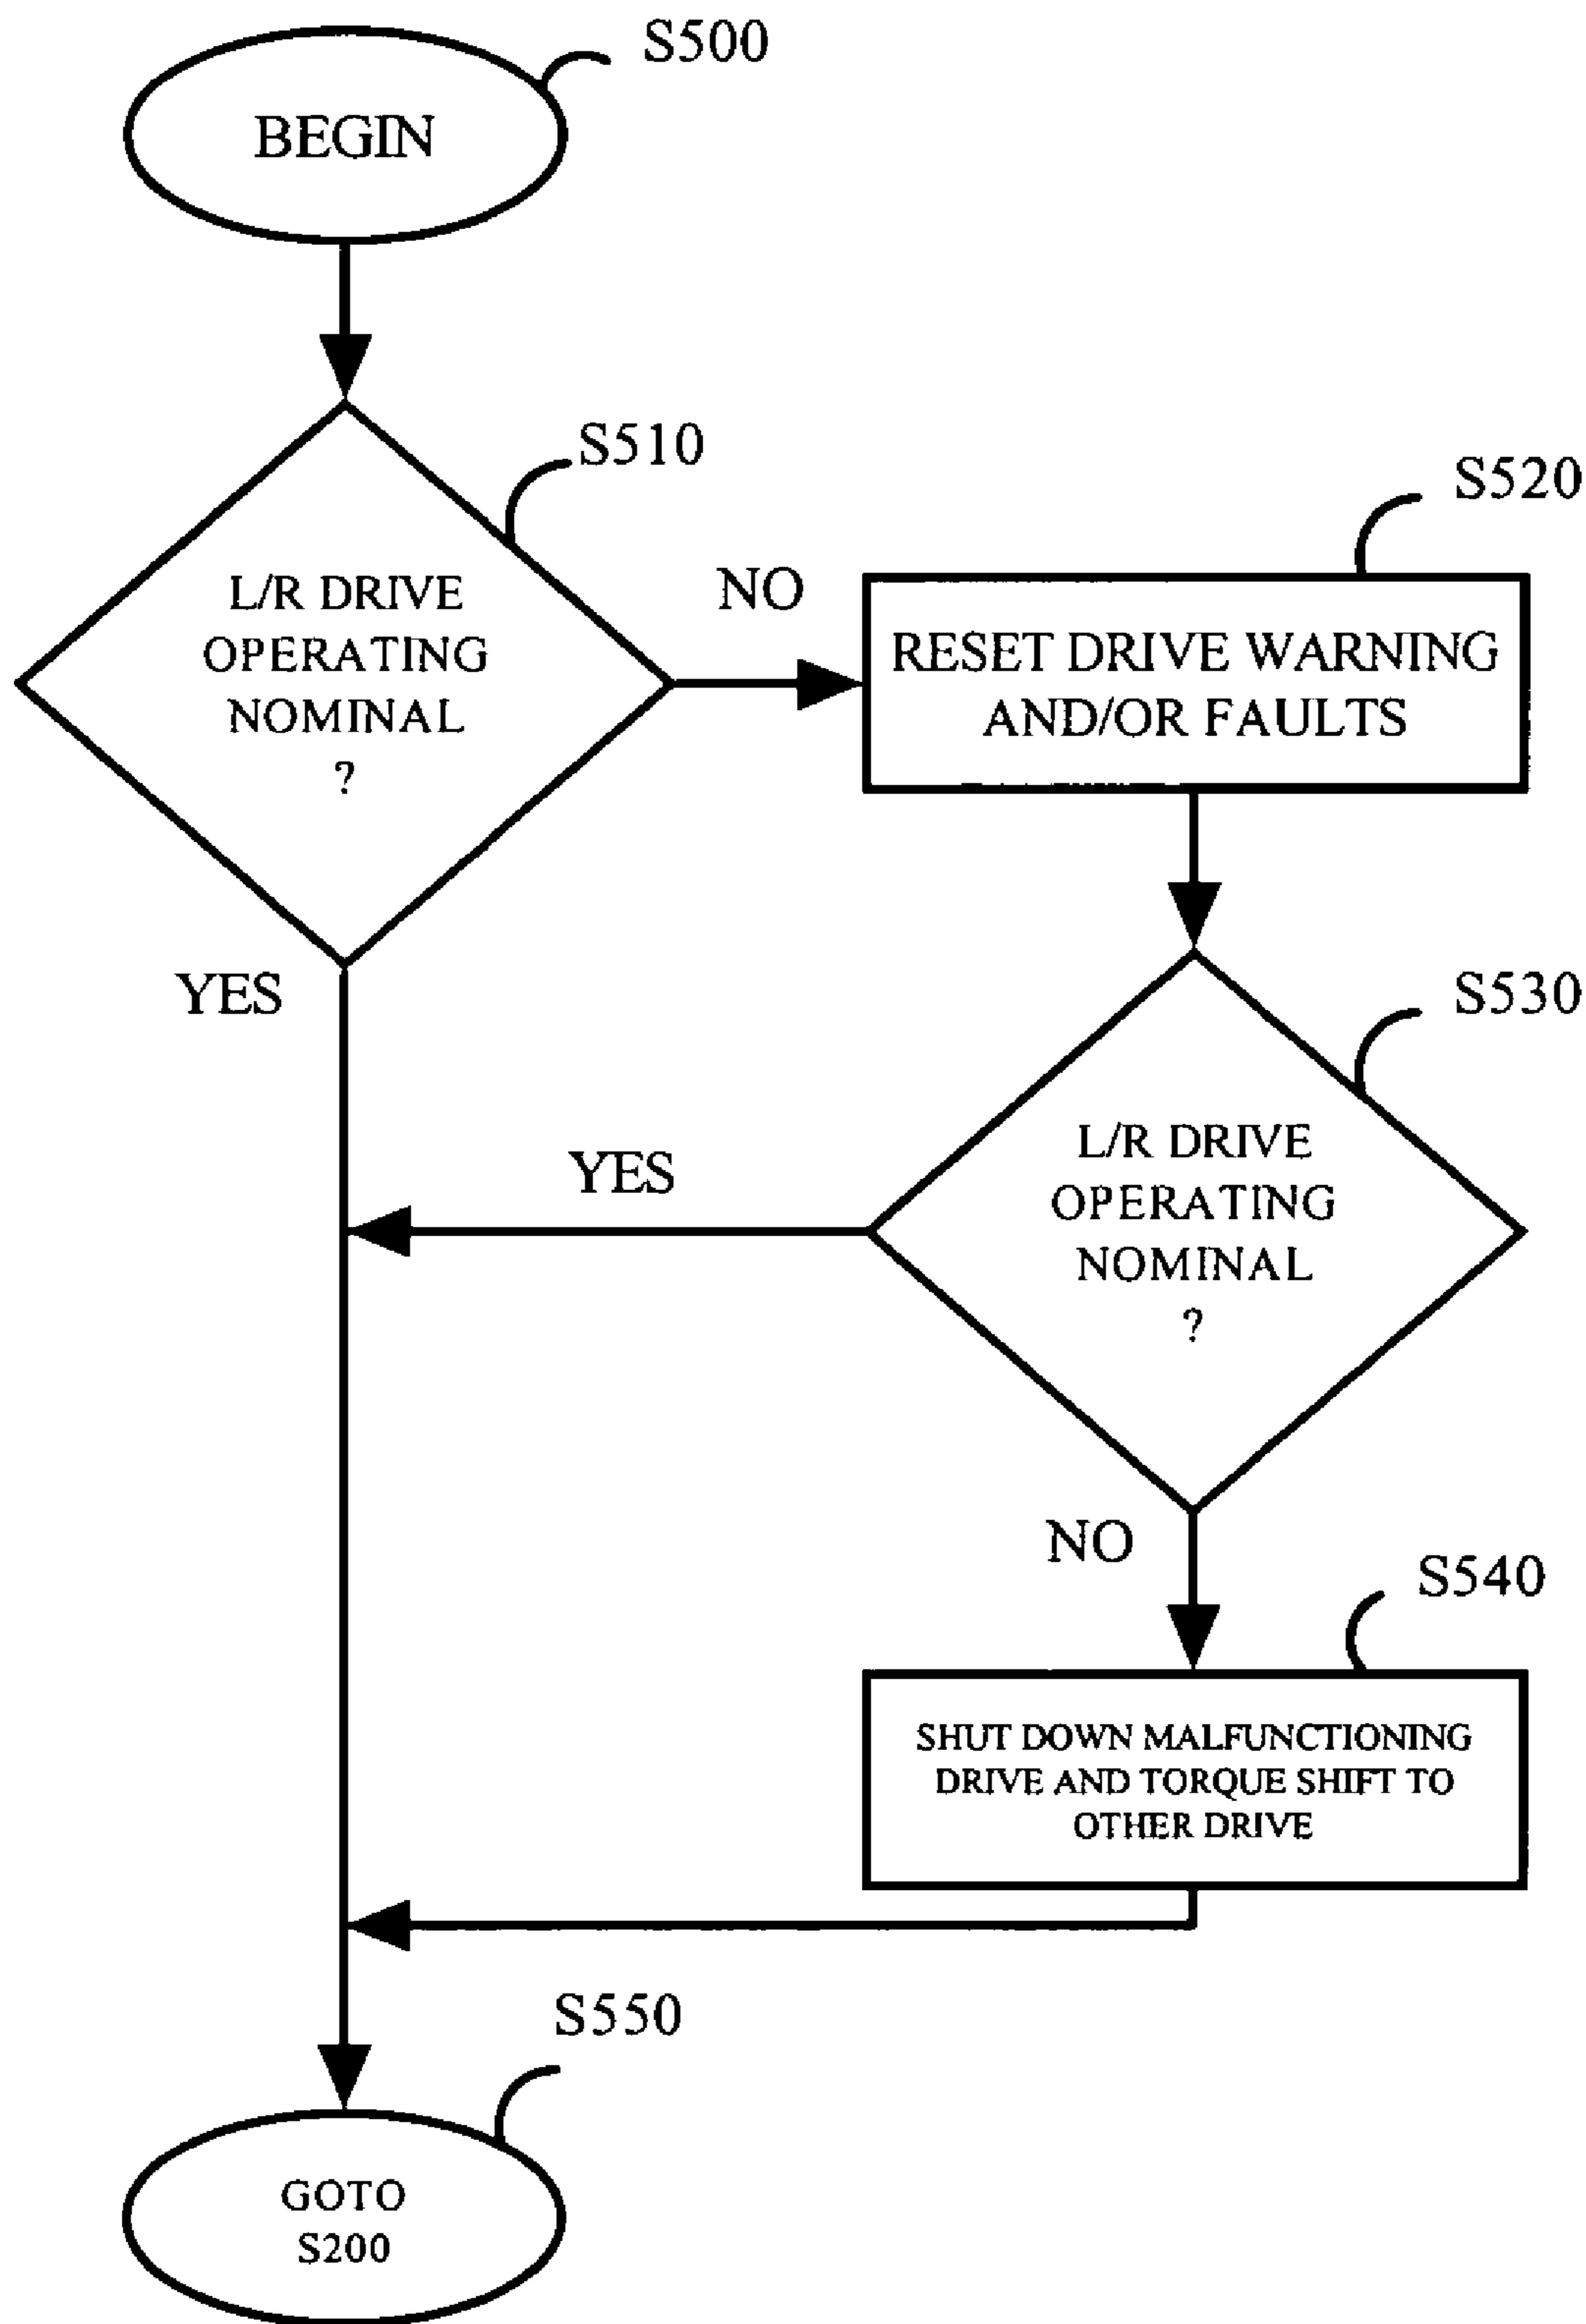 S500
BEGIN
S510
L/R DRIVE
OPERATING
NOMINAL
?
NO
YES
S520
RESET DRIVE WARNING
AND/OR FAULTS
S530
L/R DRIVE
OPERATING
NOMINAL
?
YES
NO
S540
SHUT DOWN MALFUNCTIONING
DRIVE AND TORQUE SHIFT TO
OTHER DRIVE
S550
GOTO
S200